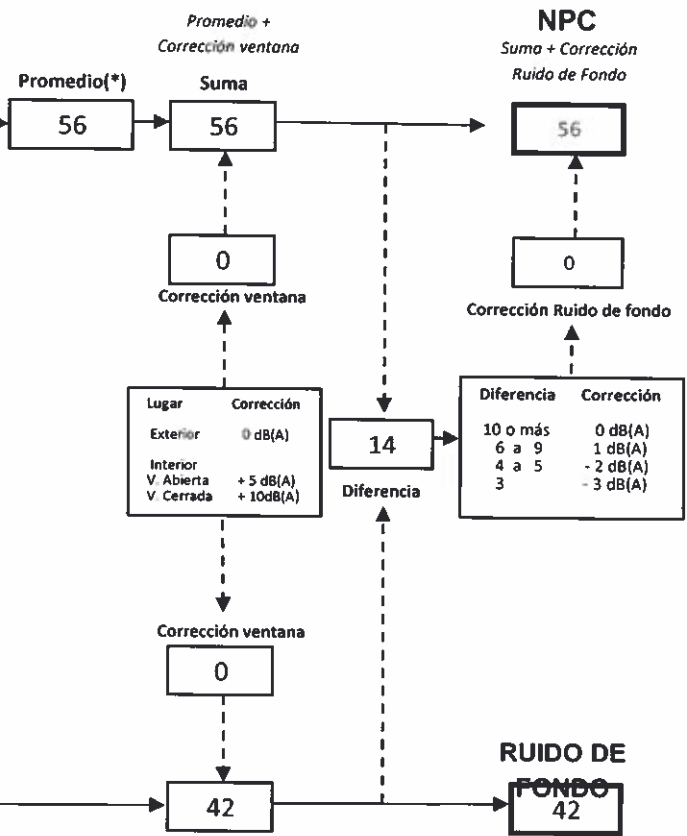 Promedio +
Corrección ventana
NPC
Suma + Corrección
Ruido de Fondo
Promedio(*)
Suma
56
56
56
0
Corrección ventana
0
Corrección Ruido de fondo
Lugar Corrección
Exterior 0 dB(A)
Interior
V. Abierta + 5 dB(A)
V. Cerrada + 10dB(A)
14
Diferencia
Diferencia Corrección
10 o más 0 dB(A)
6 a 9 1 dB(A)
4 a 5 - 2 dB(A)
3 - 3 dB(A)
Corrección ventana
0
42
RUIDO DE
FONDO
42